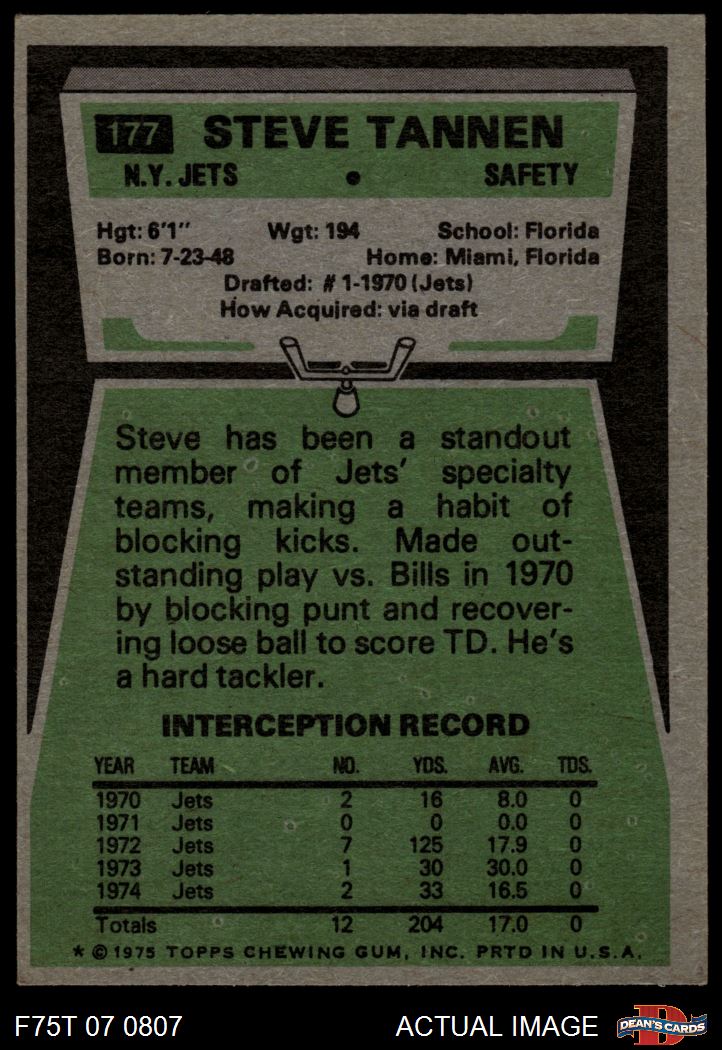 177 STEVE TANNEN
N.Y. JETS • SAFETY
Hgt: 6'1" Wgt: 194 School: Florida
Born: 7-23-48 Home: Miami, Florida
Drafted: # 1-1970 (Jets)
How Acquired: via draft
Steve has been a standout
member of Jets' specialty
teams, making a habit of
blocking kicks. Made out-
standing play vs. Bills in 1970
by blocking punt and recover-
ing loose ball to score TD. He's
a hard tackler.
INTERCEPTION RECORD
YEAR TEAM NO. YDS. AVG. TDS.
1970 Jets 2 16 8.0 0
1971 Jets 0 0 0.0 0
1972 Jets 7 125 17.9 0
1973 Jets 1 30 30.0 0
1974 Jets 2 33 16.5 0
Totals 12 204 17.0 0
* © 1975 TOPPS CHEWING GUM, INC. PRTD IN U.S.A.
F75T 07 0807 ACTUAL IMAGE D DEAN'S CARDS